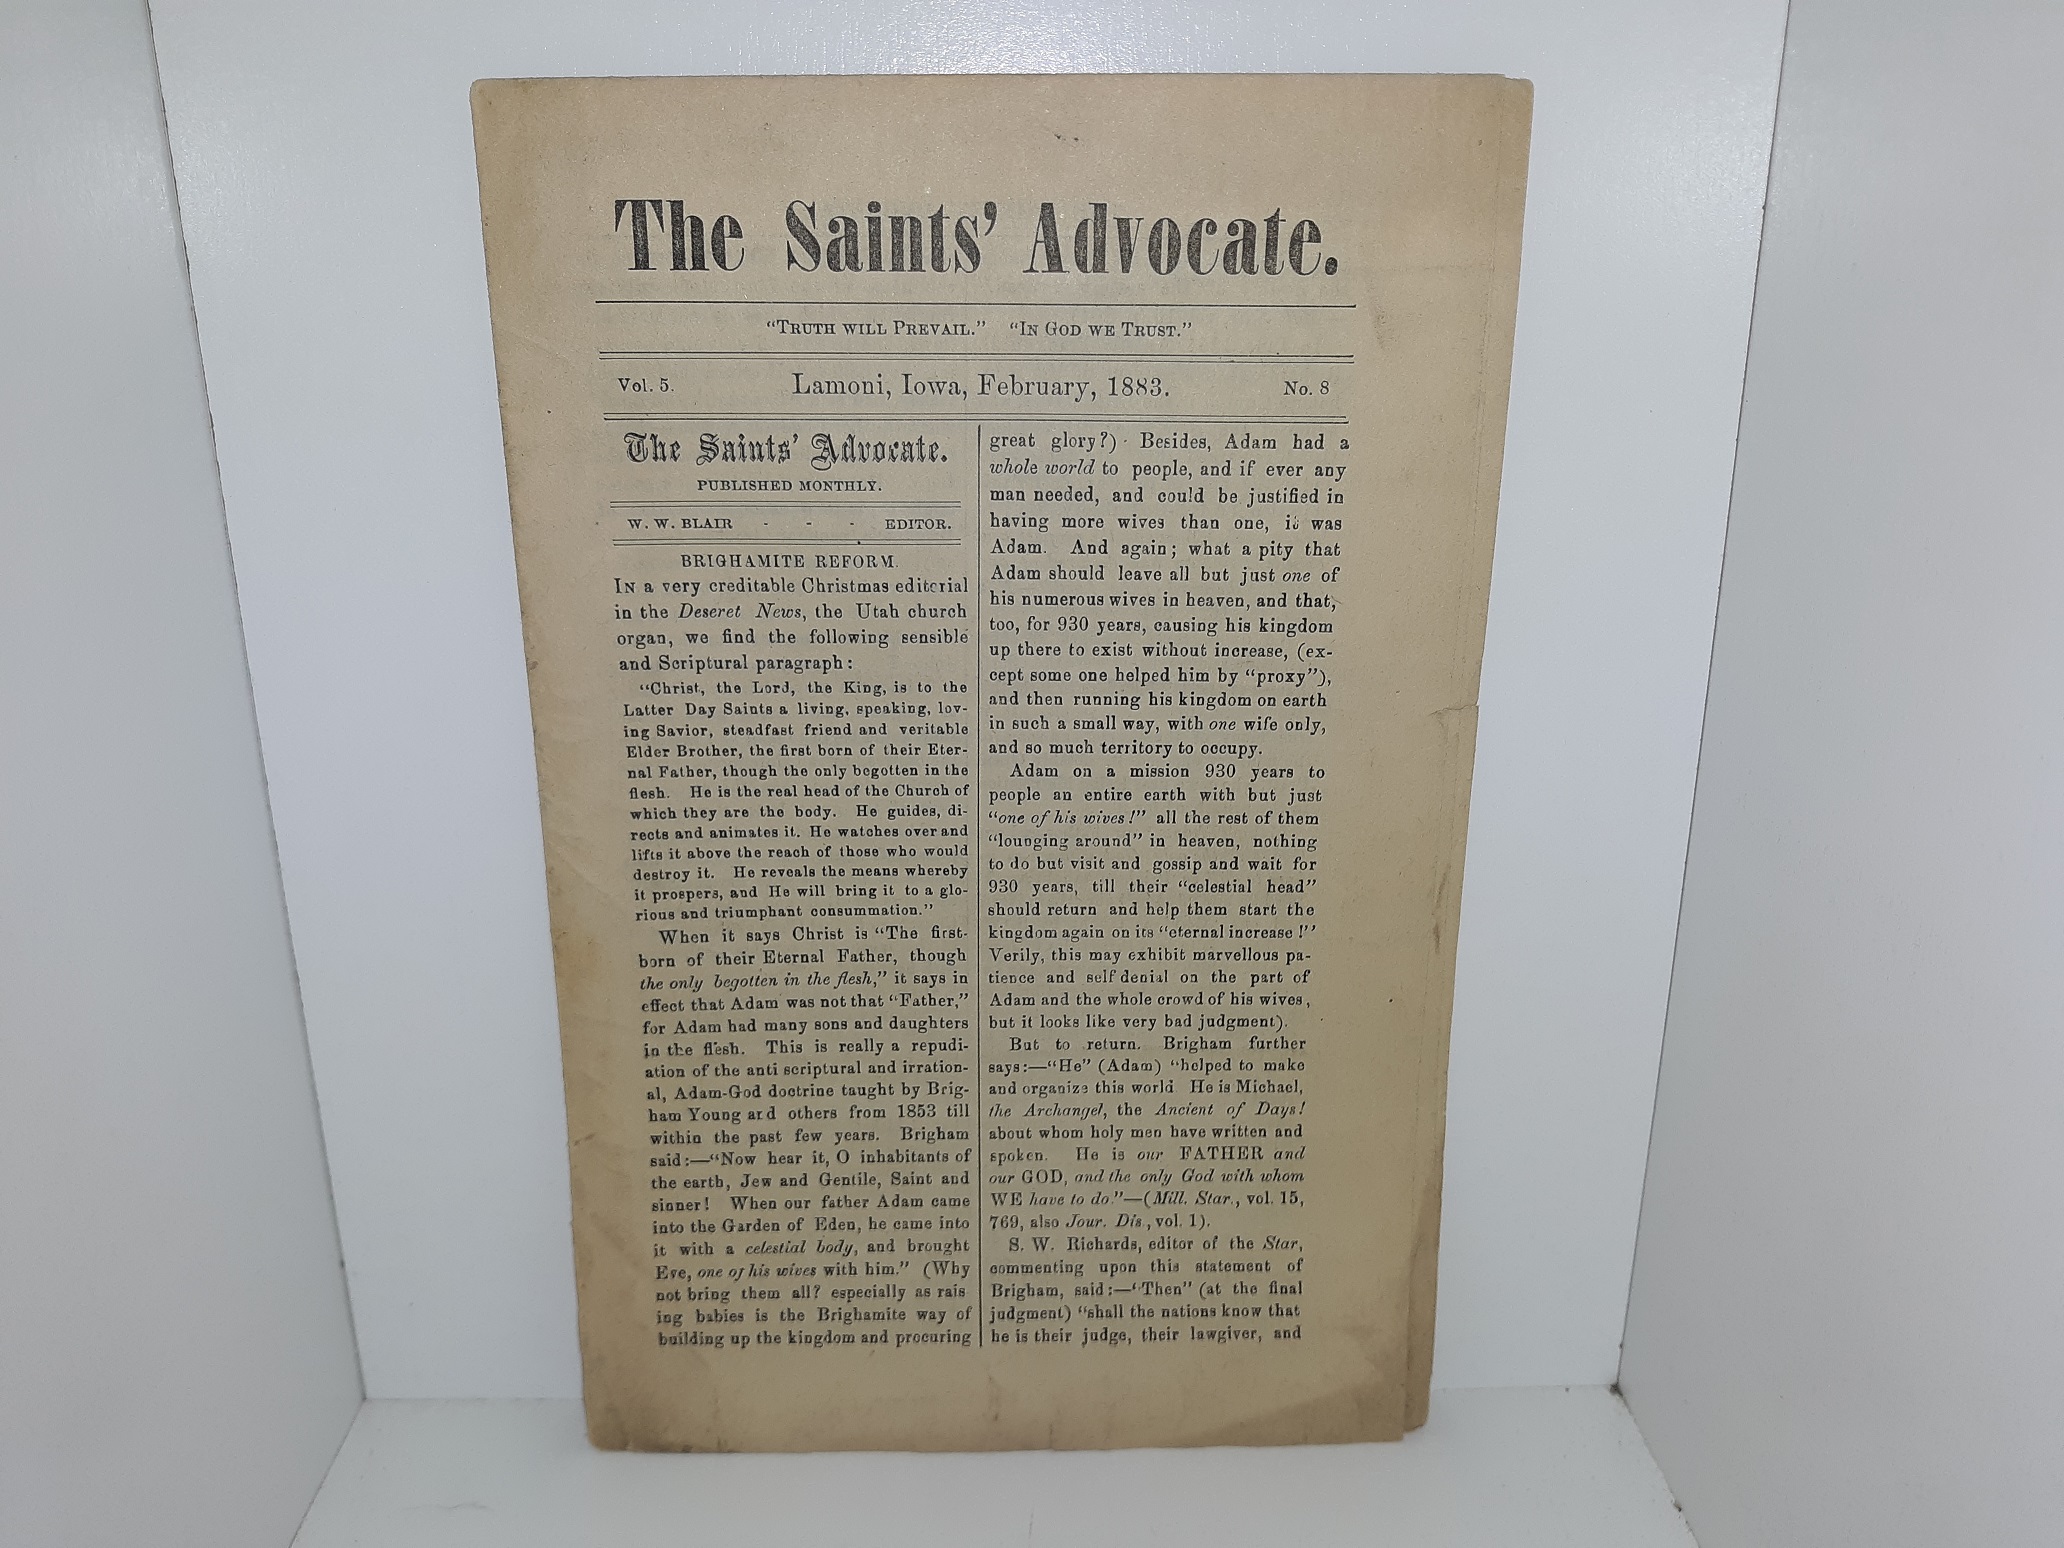 The Saints' Advocate.
"TRUTH WILL PREVAIL." "IN GOD WE TRUST."
Vol. 5. Lamoni, Iowa, February, 1883. No. 8
The Saints' Advocate.
PUBLISHED MONTHLY.
W. W. BLAIR - - - EDITOR.
BRIGHAMITE REFORM.
IN a very creditable Christmas editorial
in the Deseret News, the Utah church
organ, we find the following sensible
and Scriptural paragraph:
"Christ, the Lord, the King, is to the
Latter Day Saints a living, speaking, lov-
ing Savior, steadfast friend and veritable
Elder Brother, the first born of their Eter-
nal Father, though the only begotten in the
flesh. He is the real head of the Church of
which they are the body. He guides, di-
rects and animates it. He watches over and
lifts it above the reach of those who would
destroy it. He reveals the means whereby
it prospers, and He will bring it to a glo-
rious and triumphant consummation."
When it says Christ is "The first-
born of their Eternal Father, though
the only begotten in the flesh," it says in
effect that Adam was not that "Father,"
for Adam had many sons and daughters
in the flesh. This is really a repudi-
ation of the anti scriptural and irration-
al, Adam-God doctrine taught by Brig-
ham Young and others from 1853 till
within the past few years. Brigham
said:—"Now hear it, O inhabitants of
the earth, Jew and Gentile, Saint and
sinner! When our father Adam came
into the Garden of Eden, he came into
it with a celestial body, and brought
Eve, one of his wives with him." (Why
not bring them all? especially as rais
ing babies is the Brighamite way of
building up the kingdom and procuring
great glory?) Besides, Adam had a
whole world to people, and if ever any
man needed, and could be justified in
having more wives than one, it was
Adam. And again; what a pity that
Adam should leave all but just one of
his numerous wives in heaven, and that,
too, for 930 years, causing his kingdom
up there to exist without increase, (ex-
cept some one helped him by "proxy"),
and then running his kingdom on earth
in such a small way, with one wife only,
and so much territory to occupy.
Adam on a mission 930 years to
people an entire earth with but just
"one of his wives!" all the rest of them
"lounging around" in heaven, nothing
to do but visit and gossip and wait for
930 years, till their "celestial head"
should return and help them start the
kingdom again on its "eternal increase!"
Verily, this may exhibit marvellous pa-
tience and self denial on the part of
Adam and the whole crowd of his wives,
but it looks like very bad judgment).
But to return. Brigham further
says:—"He" (Adam) "helped to make
and organize this world He is Michael,
the Archangel, the Ancient of Days!
about whom holy men have written and
spoken. He is our FATHER and
our GOD, and the only God with whom
WE have to do."—(Mill. Star., vol. 15,
769, also Jour. Dis., vol. 1).
S. W. Richards, editor of the Star,
commenting upon this statement of
Brigham, said:—"Then" (at the final
judgment) "shall the nations know that
he is their judge, their lawgiver, and